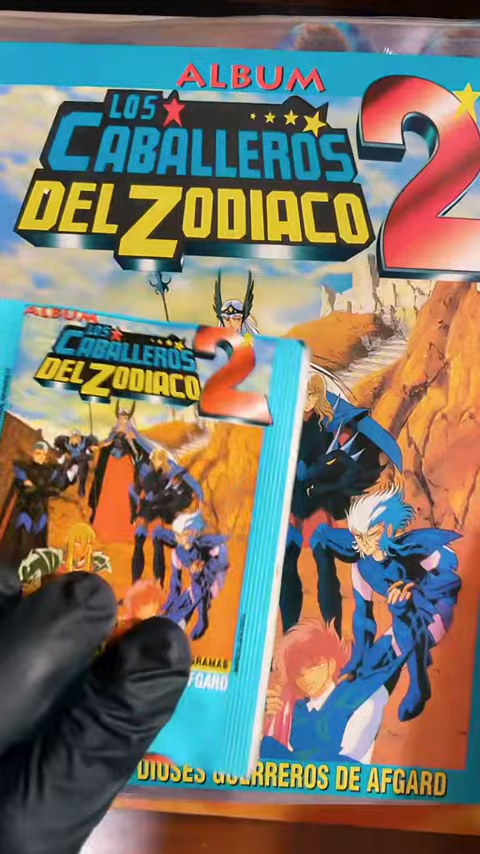 ALBUM
LOS
CABALLEROS
DEL ZODIACO
2
ALBUM
LOS
CABALLEROS
DEL ZODIACO
2
AFGARD
DIOSES GUERREROS DE AFGARD